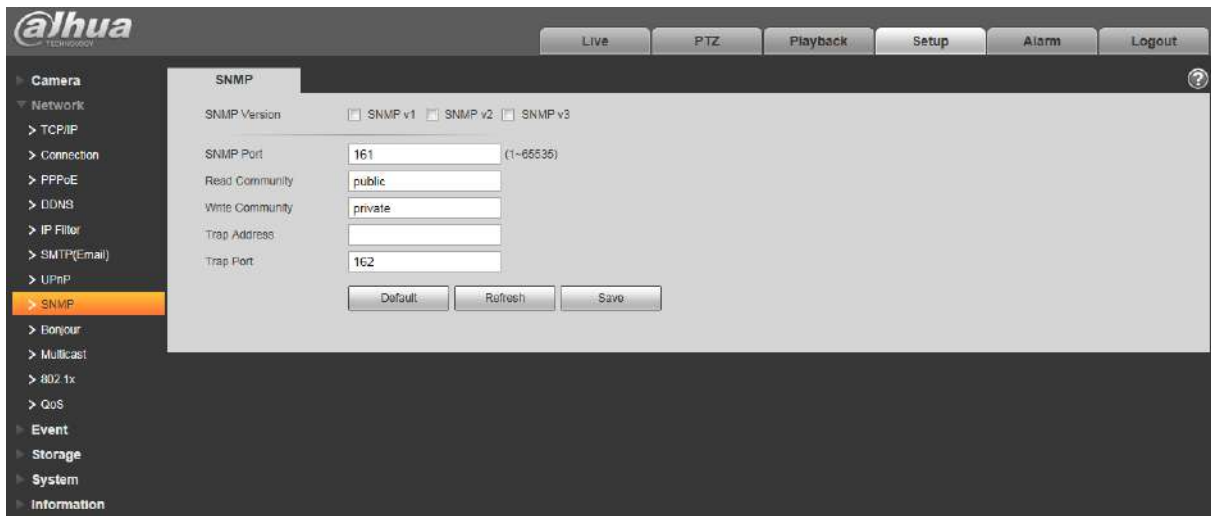 alhua
TECHNOLOGY
Live PTZ Playback Setup Alarm Logout
Camera
Network
> TCP/IP
> Connection
> PPPoE
> DDNS
> IP Filter
> SMTP(Email)
> UPnP
> SNMP
> Bonjour
> Multicast
> 802.1x
> QoS
Event
Storage
System
Information
SNMP
?
SNMP Version SNMP v1 SNMP v2 SNMP v3
SNMP Port 161 (1~65535)
Read Community public
Write Community private
Trap Address
Trap Port 162
Default Refresh Save